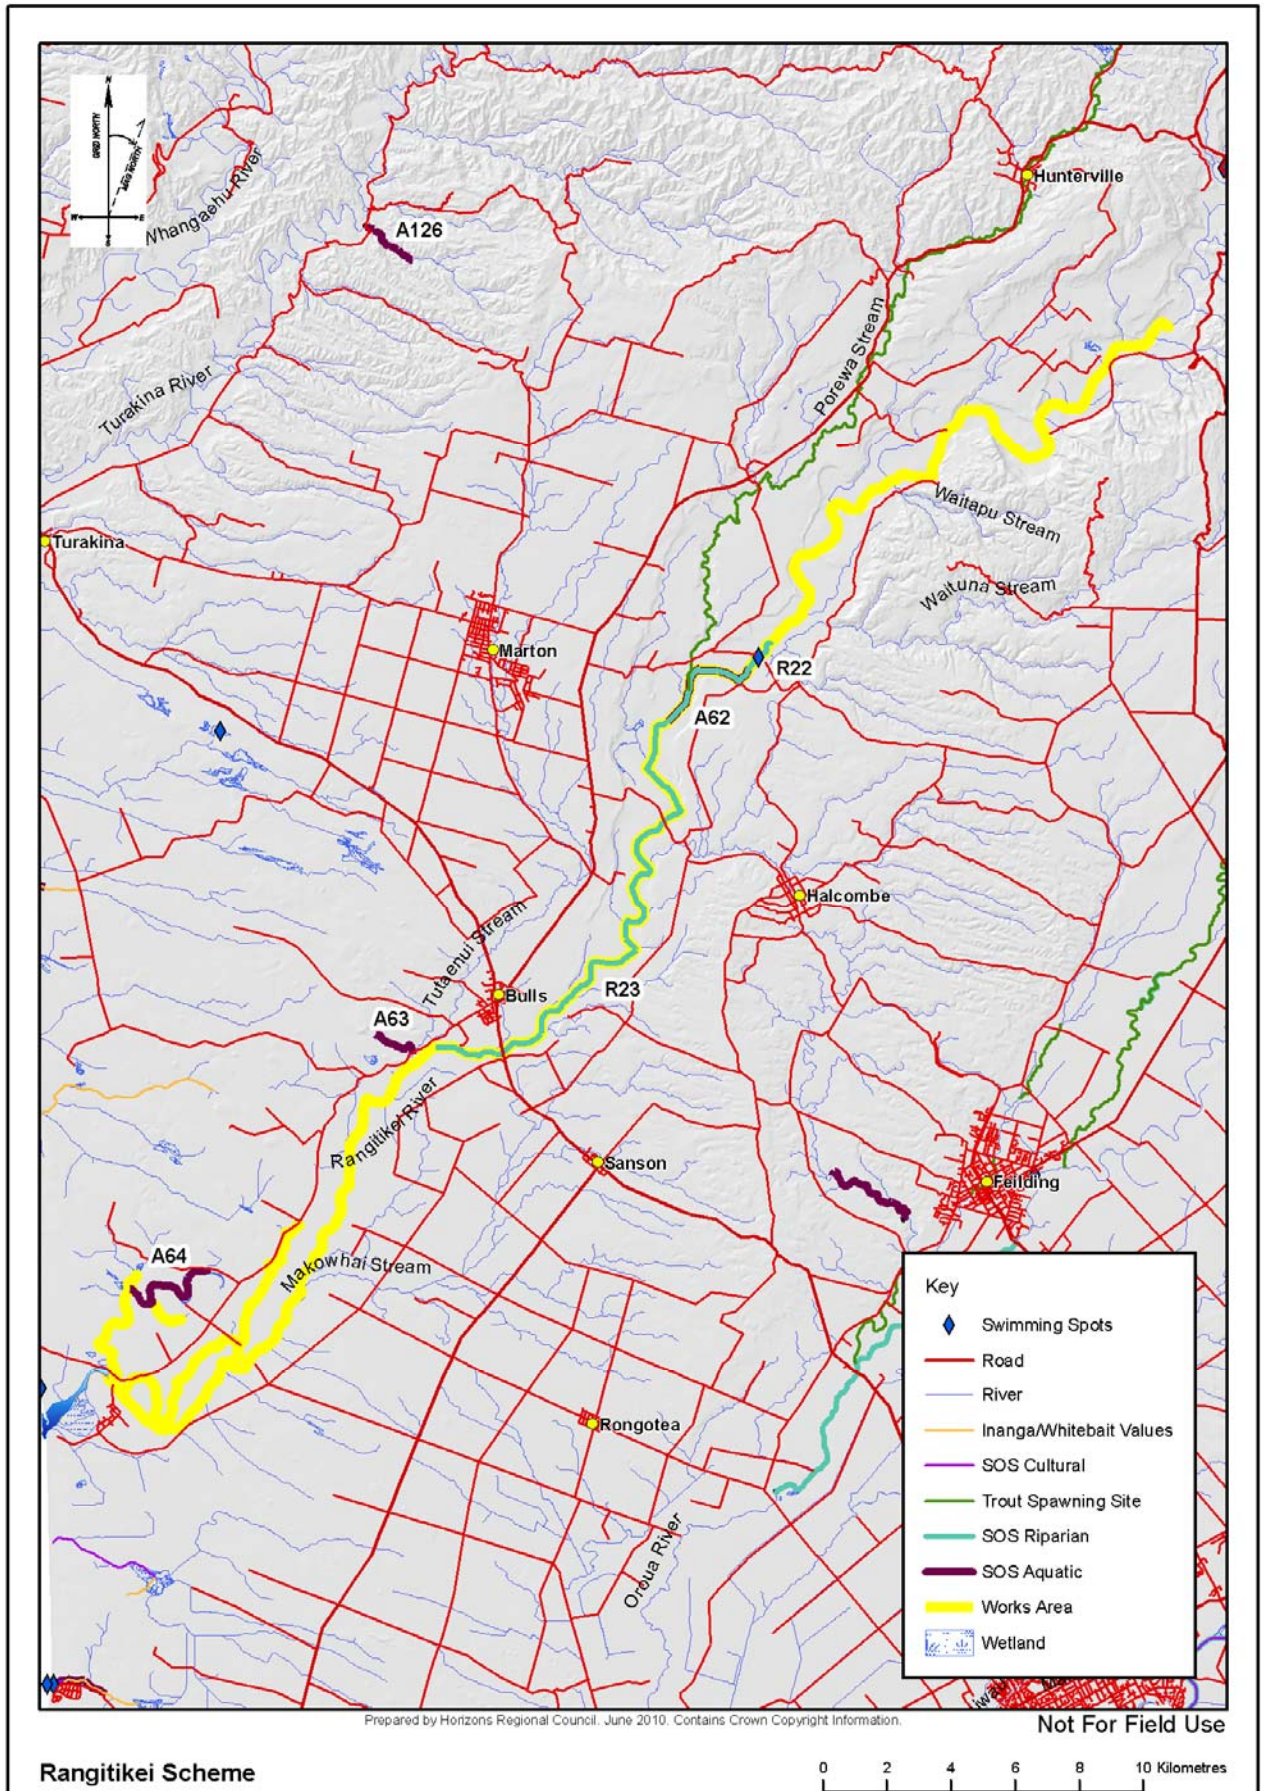 N
GRID NORTH
MAG NORTH
W
E
S
Hunterville
Whangaehu River
A126
Porewa Stream
Turakina River
Waitapu Stream
Turakina
Waituna Stream
Marton
R22
A62
Halcombe
Tutaenui Stream
R23
Bulls
A63
Rangitikei River
Sanson
Feilding
A64
Makowhai Stream
Key
Swimming Spots
Road
River
Inanga/Whitebait Values
Rongotea
SOS Cultural
Trout Spawning Site
SOS Riparian
Oroua River
SOS Aquatic
Works Area
Wetland
Prepared by Horizons Regional Council. June 2010. Contains Crown Copyright Information.
Not For Field Use
Rangitikei Scheme
0 2 4 6 8 10 Kilometres